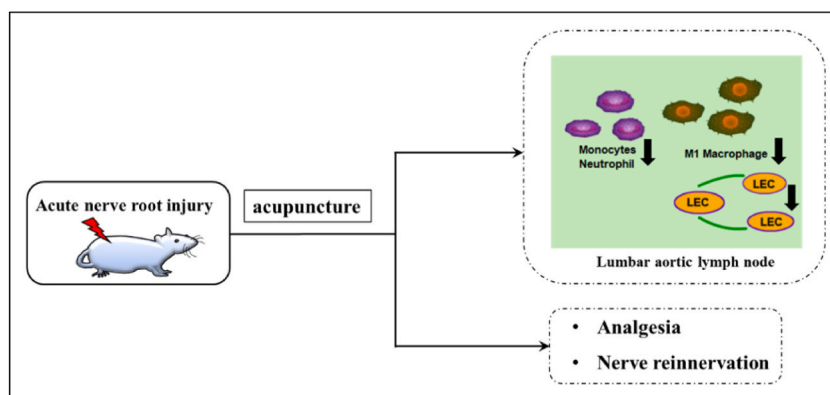 Acute nerve root injury
acupuncture
Monocytes
Neutrophil
M1 Macrophage
LEC
LEC
LEC
Lumbar aortic lymph node
• Analgesia
• Nerve reinnervation